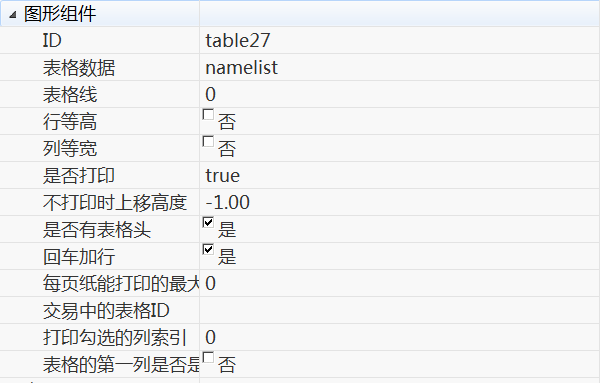 图形组件
ID table27
表格数据 namelist
表格线 0
行等高 否
列等宽 否
是否打印 true
不打印时上移高度 -1.00
是否有表格头 是
回车加行 是
每页纸能打印的最大 0
交易中的表格ID
打印勾选的列索引 0
表格的第一列是否是 否